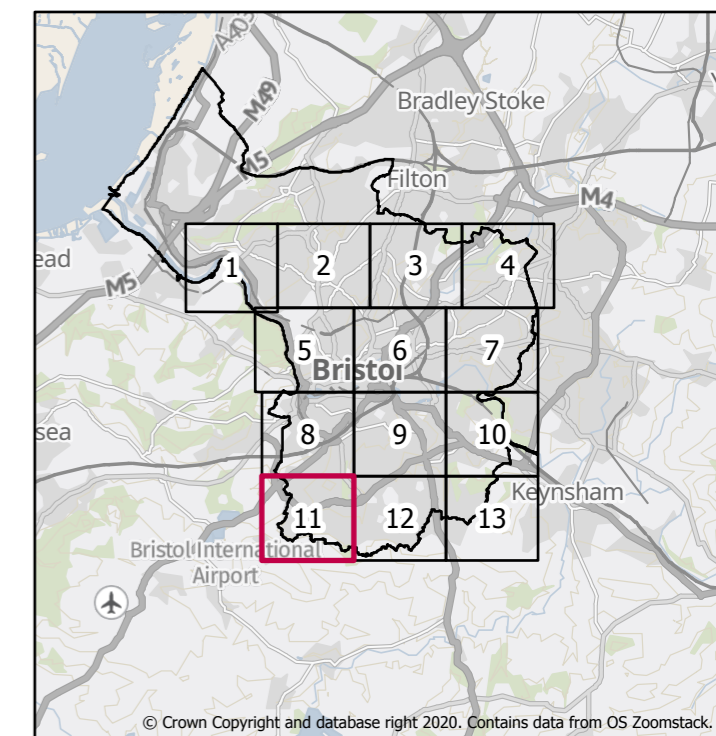 A403
M49
Bradley Stoke
M5
Filton
M4
ead
M5
1
2
3
4
5
6
7
Bristol
sea
8
9
10
Keynsham
11
12
13
Bristol International
Airport
© Crown Copyright and database right 2020. Contains data from OS Zoomstack.